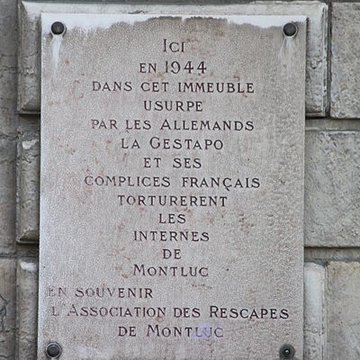 ICI
EN 1944
DANS CET IMMEUBLE
USURPE
PAR LES ALLEMANDS
LA GESTAPO
ET SES
COMPLICES FRANÇAIS
TORTURERENT
LES
INTERNES
DE
MONTLUC
EN SOUVENIR
L'ASSOCIATION DES RESCAPES
DE MONTLUC